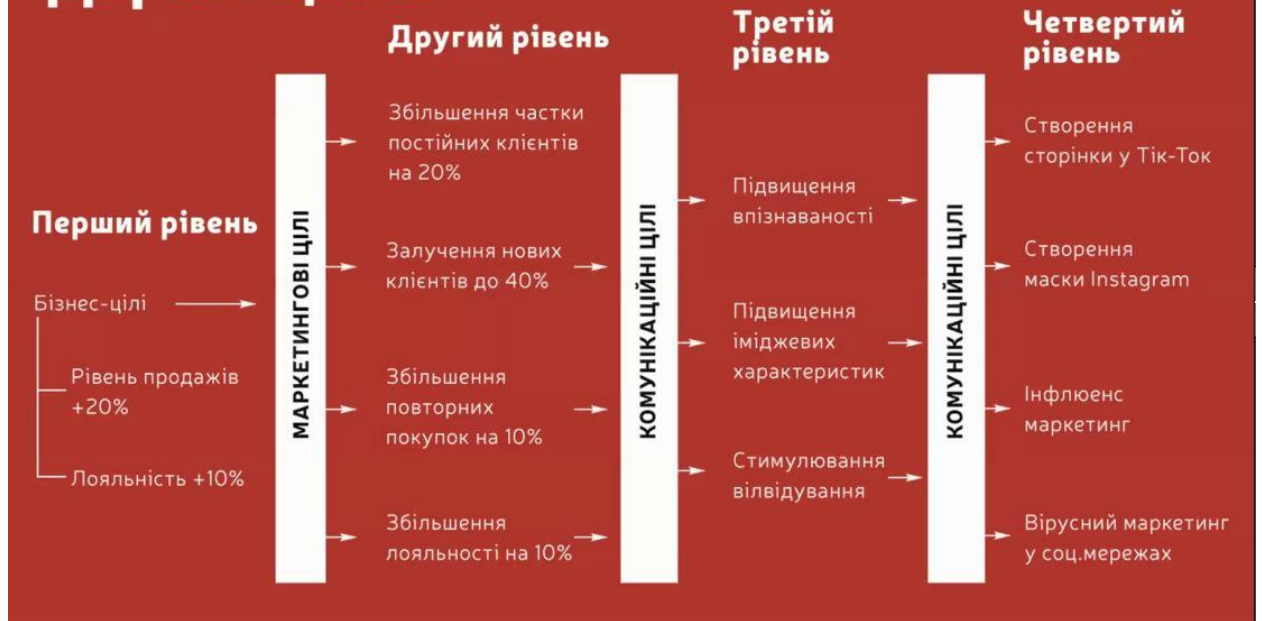 Перший рівень
Бізнес-цілі
Рівень продажів
+20%
Лояльність +10%
МАРКЕТИНГОВІ ЦІЛІ
Другий рівень
Збільшення частки
постійних клієнтів
на 20%
Залучення нових
клієнтів до 40%
Збільшення
повторних
покупок на 10%
Збільшення
лояльності на 10%
КОМУНІКАЦІЙНІ ЦІЛІ
Третій
рівень
Підвищення
впізнаваності
Підвищення
іміджевих
характеристик
Стимулювання
вілвідування
КОМУНІКАЦІЙНІ ЦІЛІ
Четвертий
рівень
Створення
сторінки у Тік-Ток
Створення
маски Instagram
Інфлюенс
маркетинг
Вірусний маркетинг
у соц.мережах